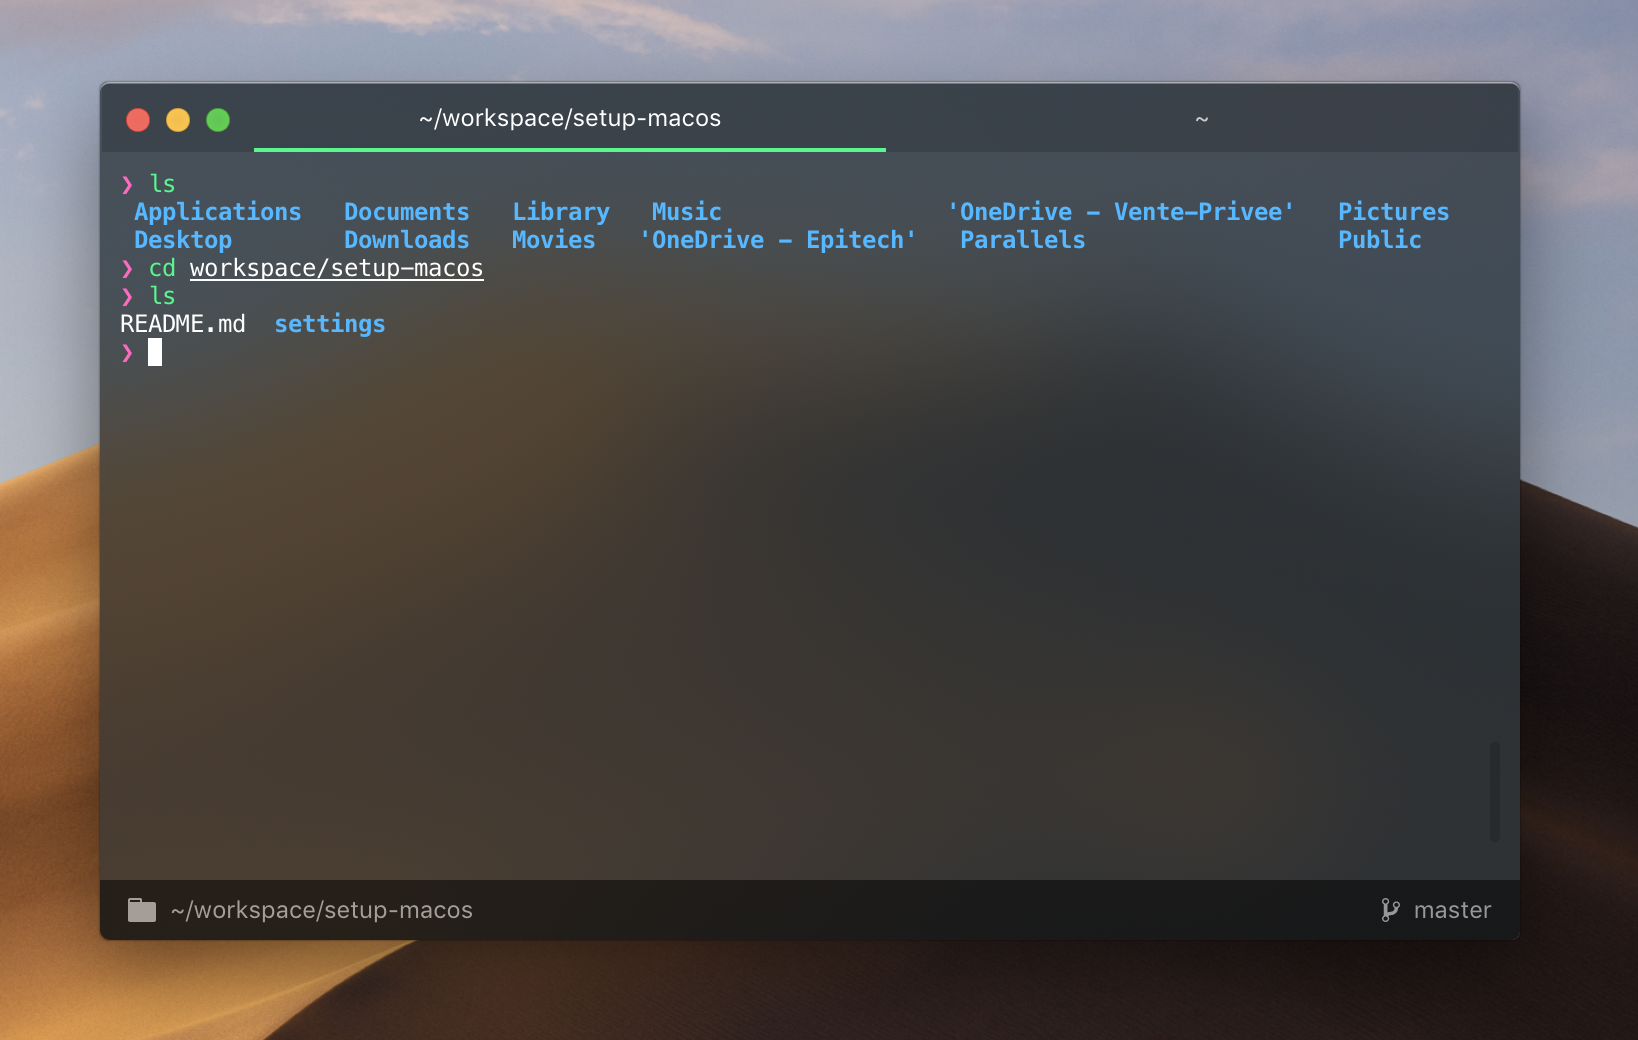 ~/workspace/setup-macos ~
❯ ls
Applications Documents Library Music 'OneDrive - Vente-Privee' Pictures
Desktop Downloads Movies 'OneDrive - Epitech' Parallels Public
❯ cd workspace/setup-macos
❯ ls
README.md settings
❯
~/workspace/setup-macos master